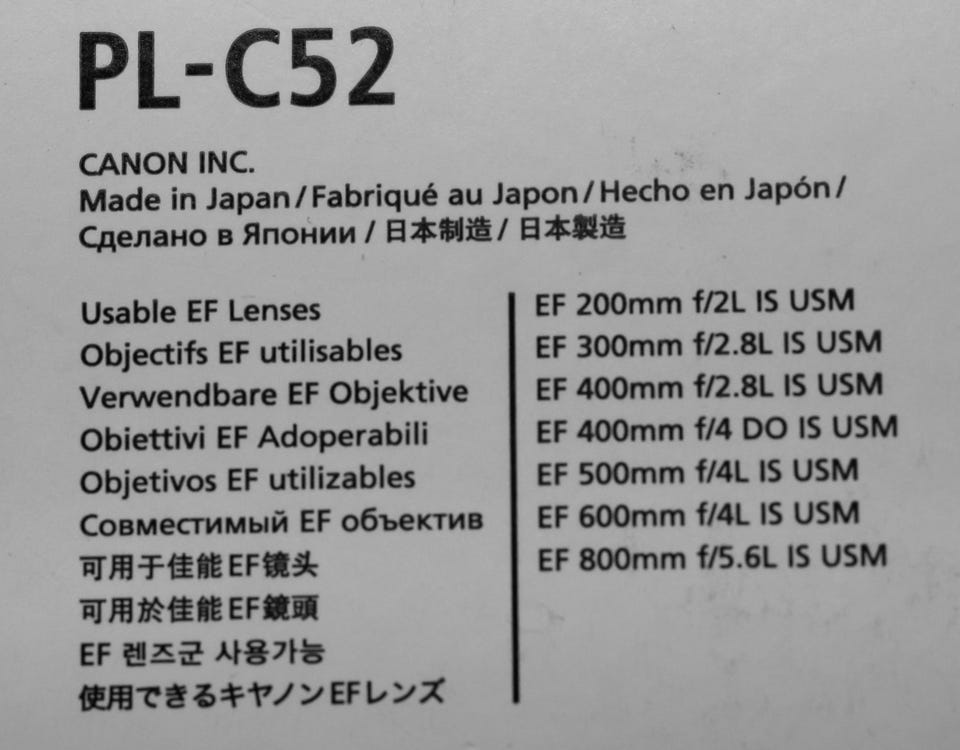 PL-C52
CANON INC.
Made in Japan/Fabriqué au Japon/Hecho en Japón/
Сделано в Японии / 日本制造 / 日本製造
Usable EF Lenses
Objectifs EF utilisables
Verwendbare EF Objektive
Obiettivi EF Adoperabili
Objetivos EF utilizables
Совместимый EF объектив
可用于佳能EF镜头
可用於佳能EF鏡頭
EF 렌즈군 사용가능
使用できるキヤノンEFレンズ
EF 200mm f/2L IS USM
EF 300mm f/2.8L IS USM
EF 400mm f/2.8L IS USM
EF 400mm f/4 DO IS USM
EF 500mm f/4L IS USM
EF 600mm f/4L IS USM
EF 800mm f/5.6L IS USM